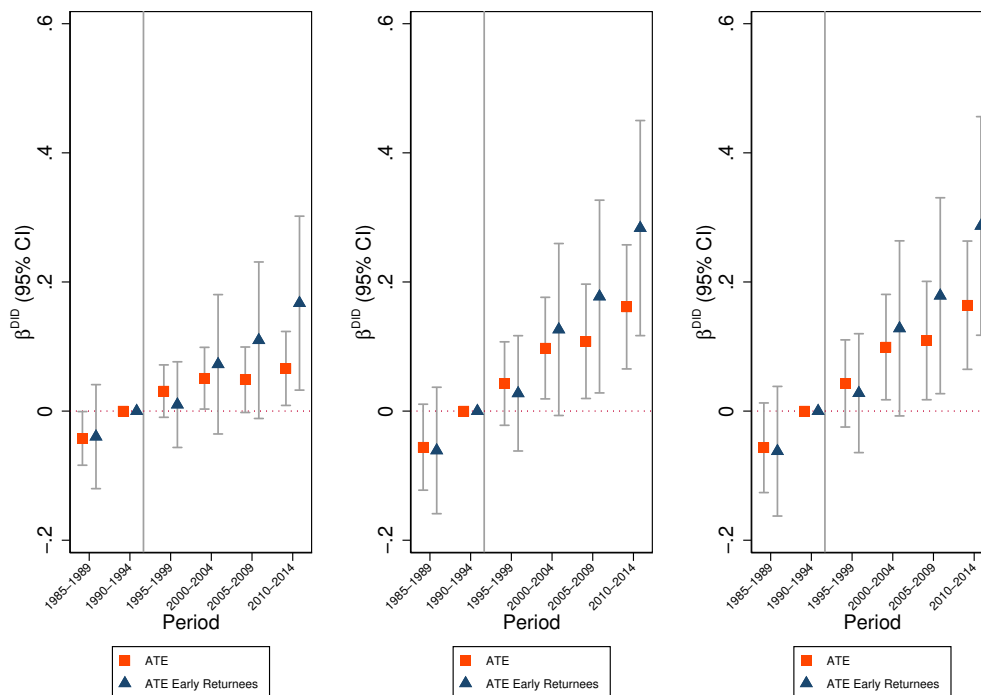 .6
.4
.2
0
-.2
β^DID (95% CI)
1985–1989
1990–1994
1995–1999
2000–2004
2005–2009
2010–2014
Period
ATE
ATE Early Returnees
.6
.4
.2
0
-.2
β^DID (95% CI)
1985–1989
1990–1994
1995–1999
2000–2004
2005–2009
2010–2014
Period
ATE
ATE Early Returnees
.6
.4
.2
0
-.2
β^DID (95% CI)
1985–1989
1990–1994
1995–1999
2000–2004
2005–2009
2010–2014
Period
ATE
ATE Early Returnees